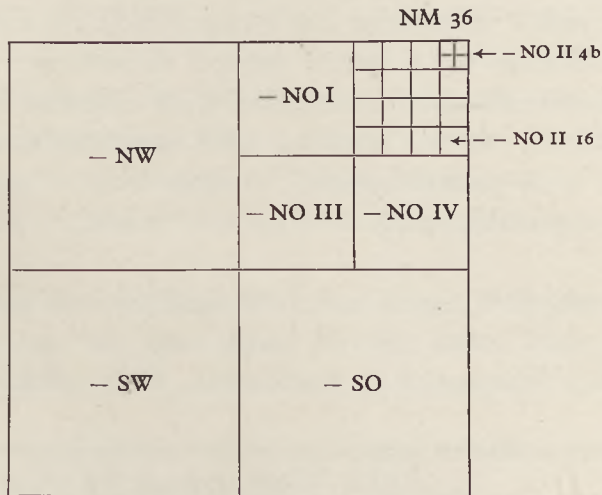 NM 36
← – NO II 4b
– NO I
← – – NO II 16
– NW
– NO III
– NO IV
– SW
– SO